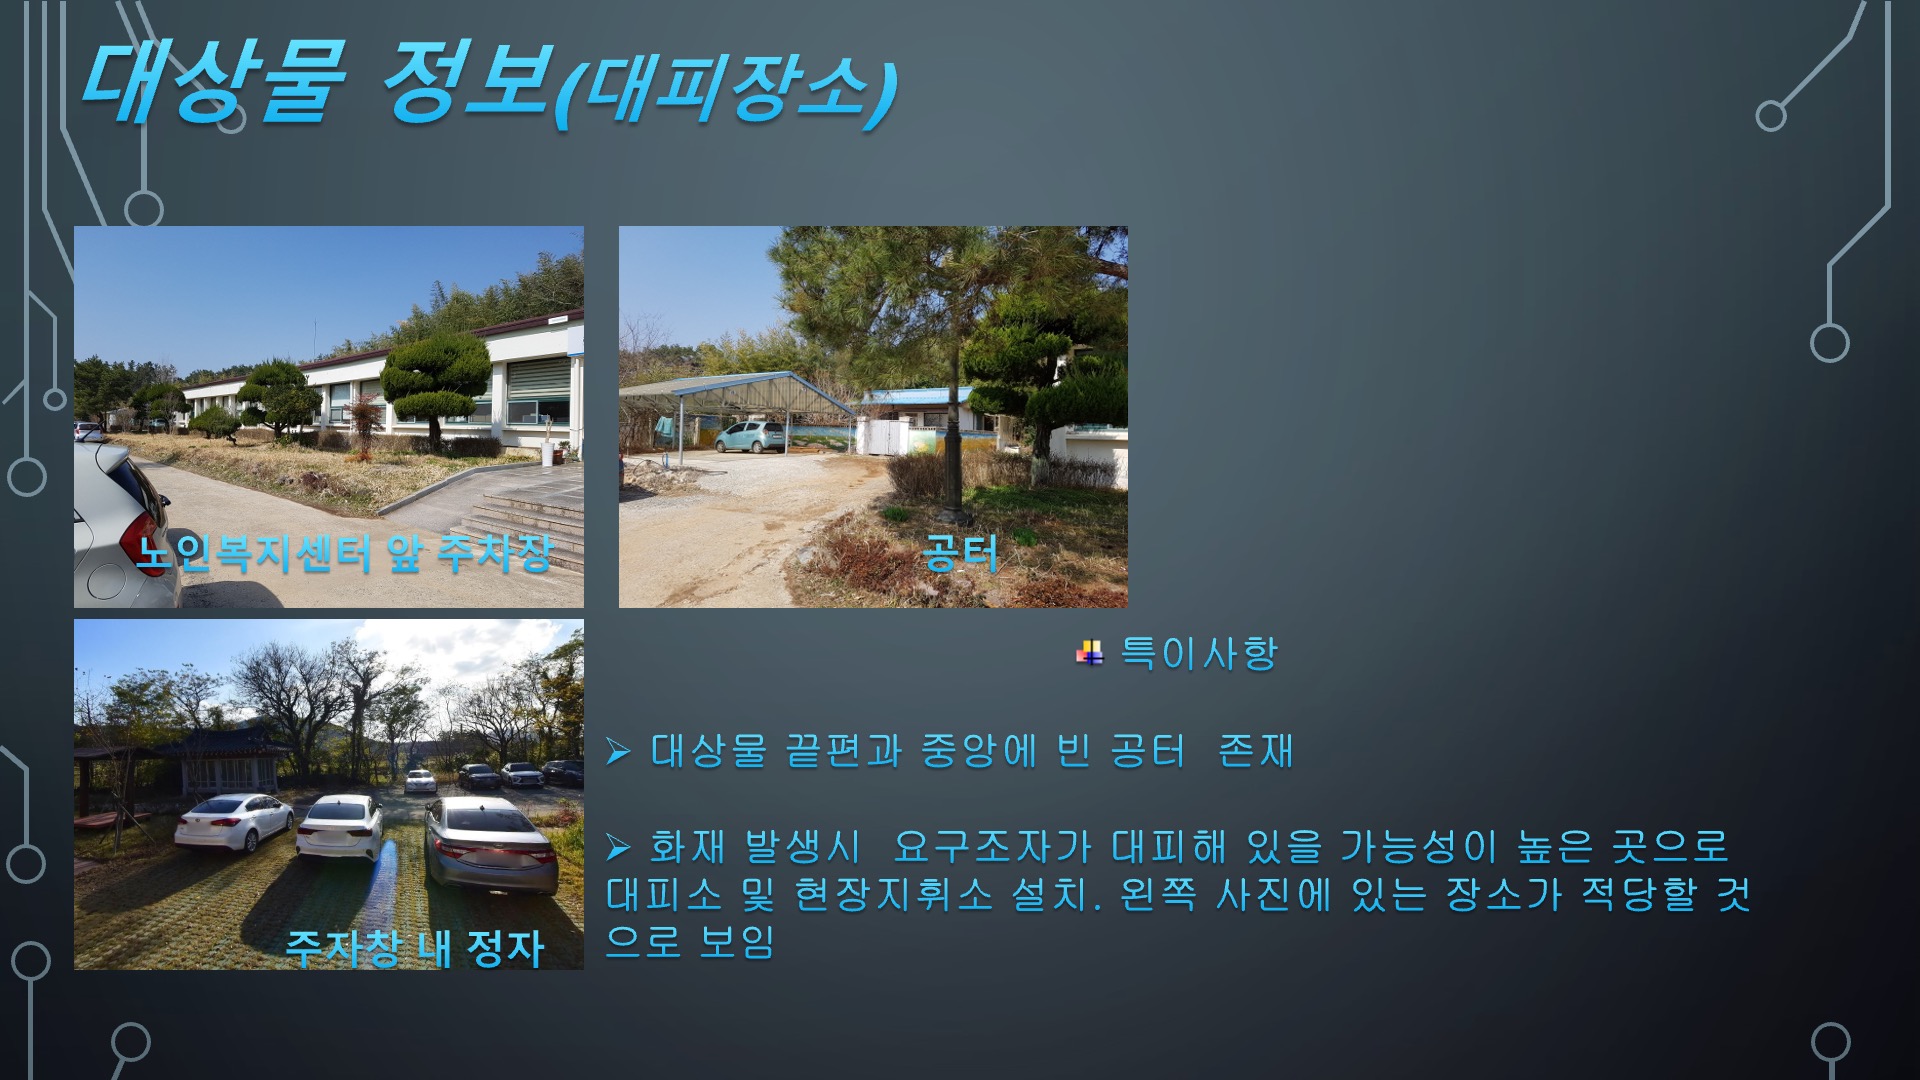 대상물 정보(대피장소)
노인복지센터 앞 주차장
공터
주자창 내 정자
특이사항
➢ 대상물 끝편과 중앙에 빈 공터 존재
➢ 화재 발생시 요구조자가 대피해 있을 가능성이 높은 곳으로
대피소 및 현장지휘소 설치. 왼쪽 사진에 있는 장소가 적당할 것
으로 보임